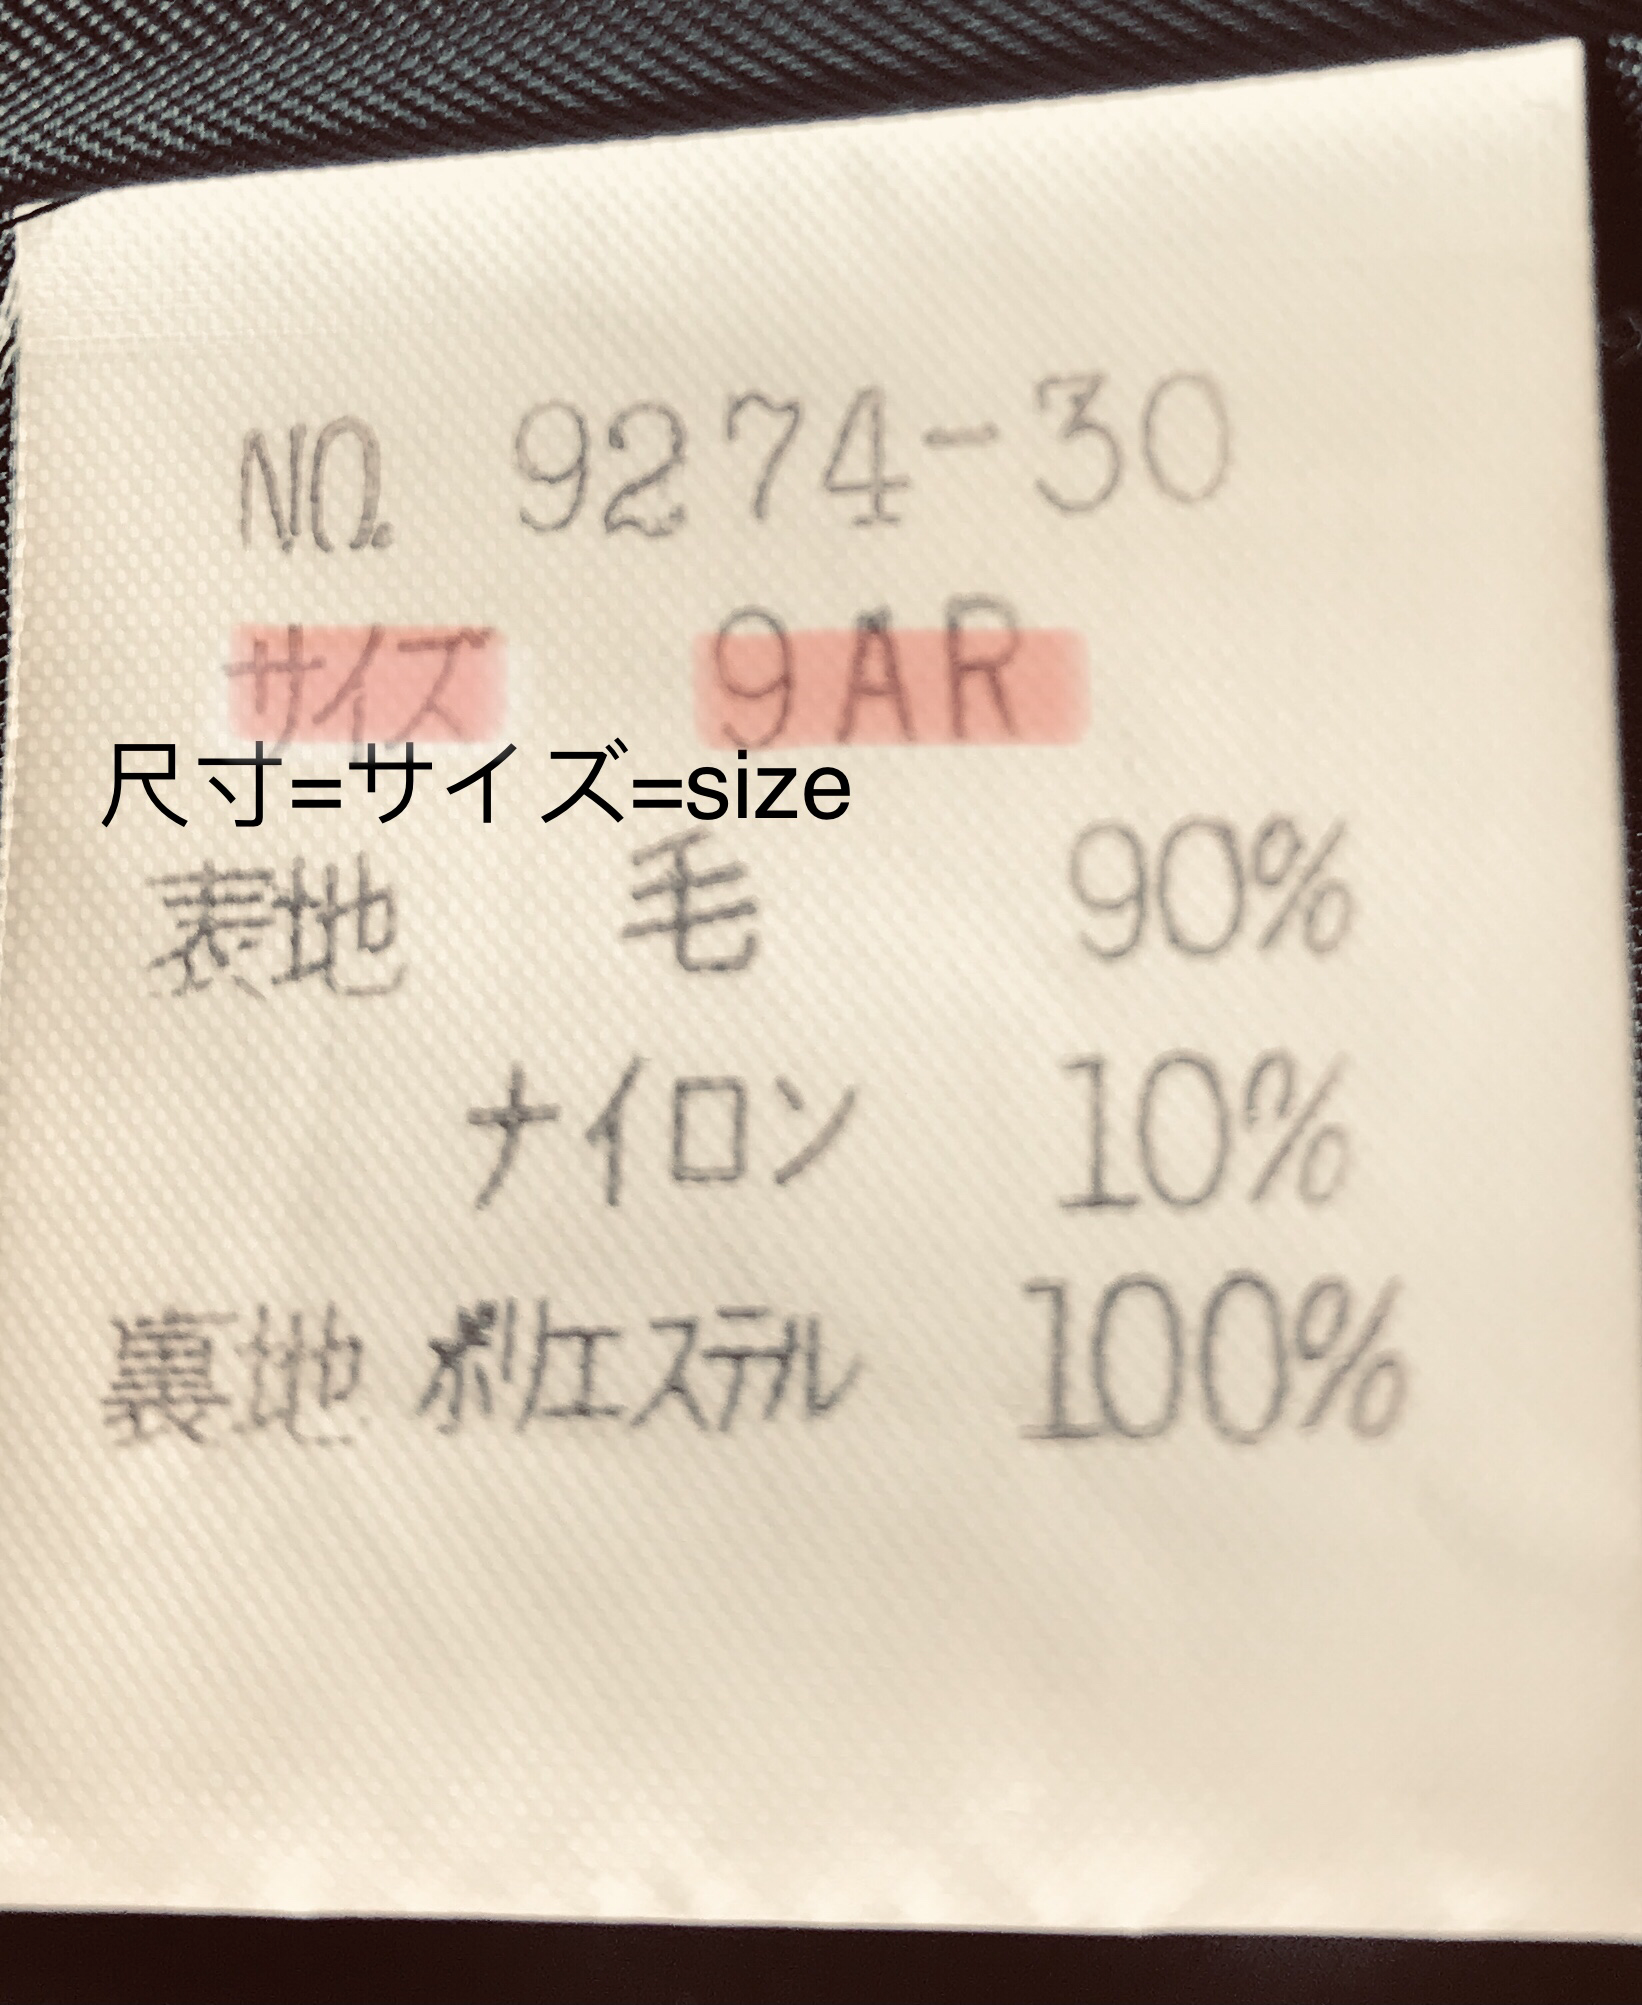 NO. 9274-30
サイズ 9AR
尺寸=サイズ=size
表地 毛 90%
ナイロン 10%
裏地 ポリエステル 100%